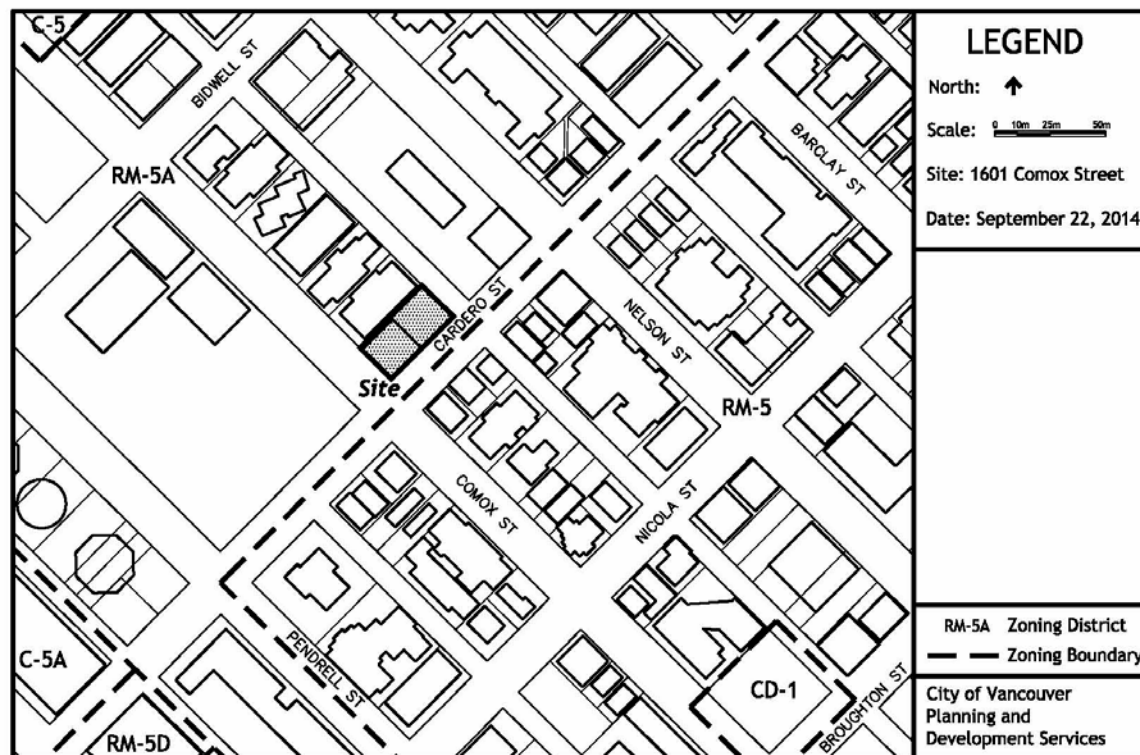 C-5
BIDWELL ST
BARCLAY ST
RM-5A
CARDERO ST
NELSON ST
Site
RM-5
COMOX ST
NICOLA ST
PENDRELL ST
C-5A
CD-1
RM-5D
BROUGHTON ST
LEGEND
North:
Scale: 0 10m 25m 50m
Site: 1601 Comox Street
Date: September 22, 2014
RM-5A Zoning District
Zoning Boundary
City of Vancouver
Planning and
Development Services